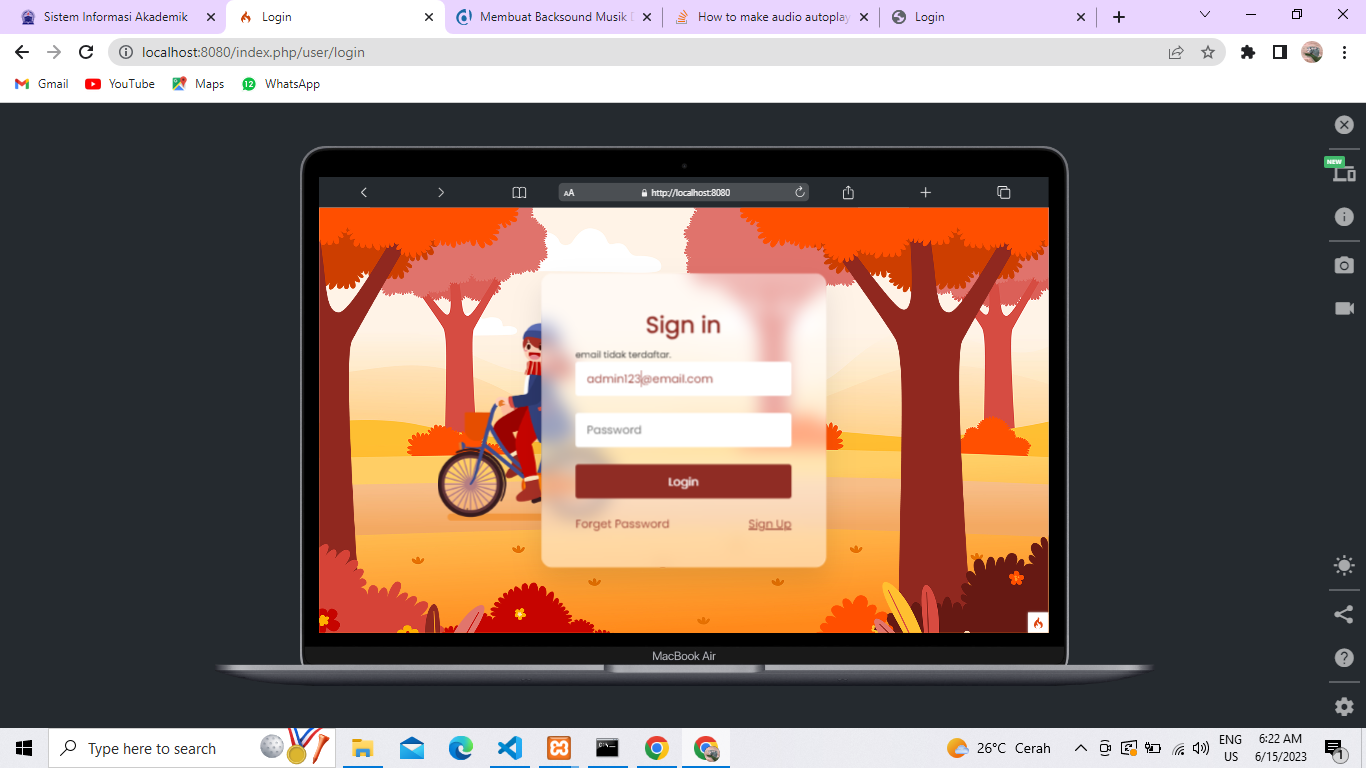 Sistem Informasi Akademik
Login
Membuat Backsound Musik D
How to make audio autoplay
Login
localhost:8080/index.php/user/login
Gmail
YouTube
Maps
12
WhatsApp
NEW
AA
http://localhost:8080
Sign in
email tidak terdaftar.
admin123@email.com
Password
Login
Forget Password
Sign Up
MacBook Air
Type here to search
26°C Cerah
ENG
US
6:22 AM
6/15/2023
1